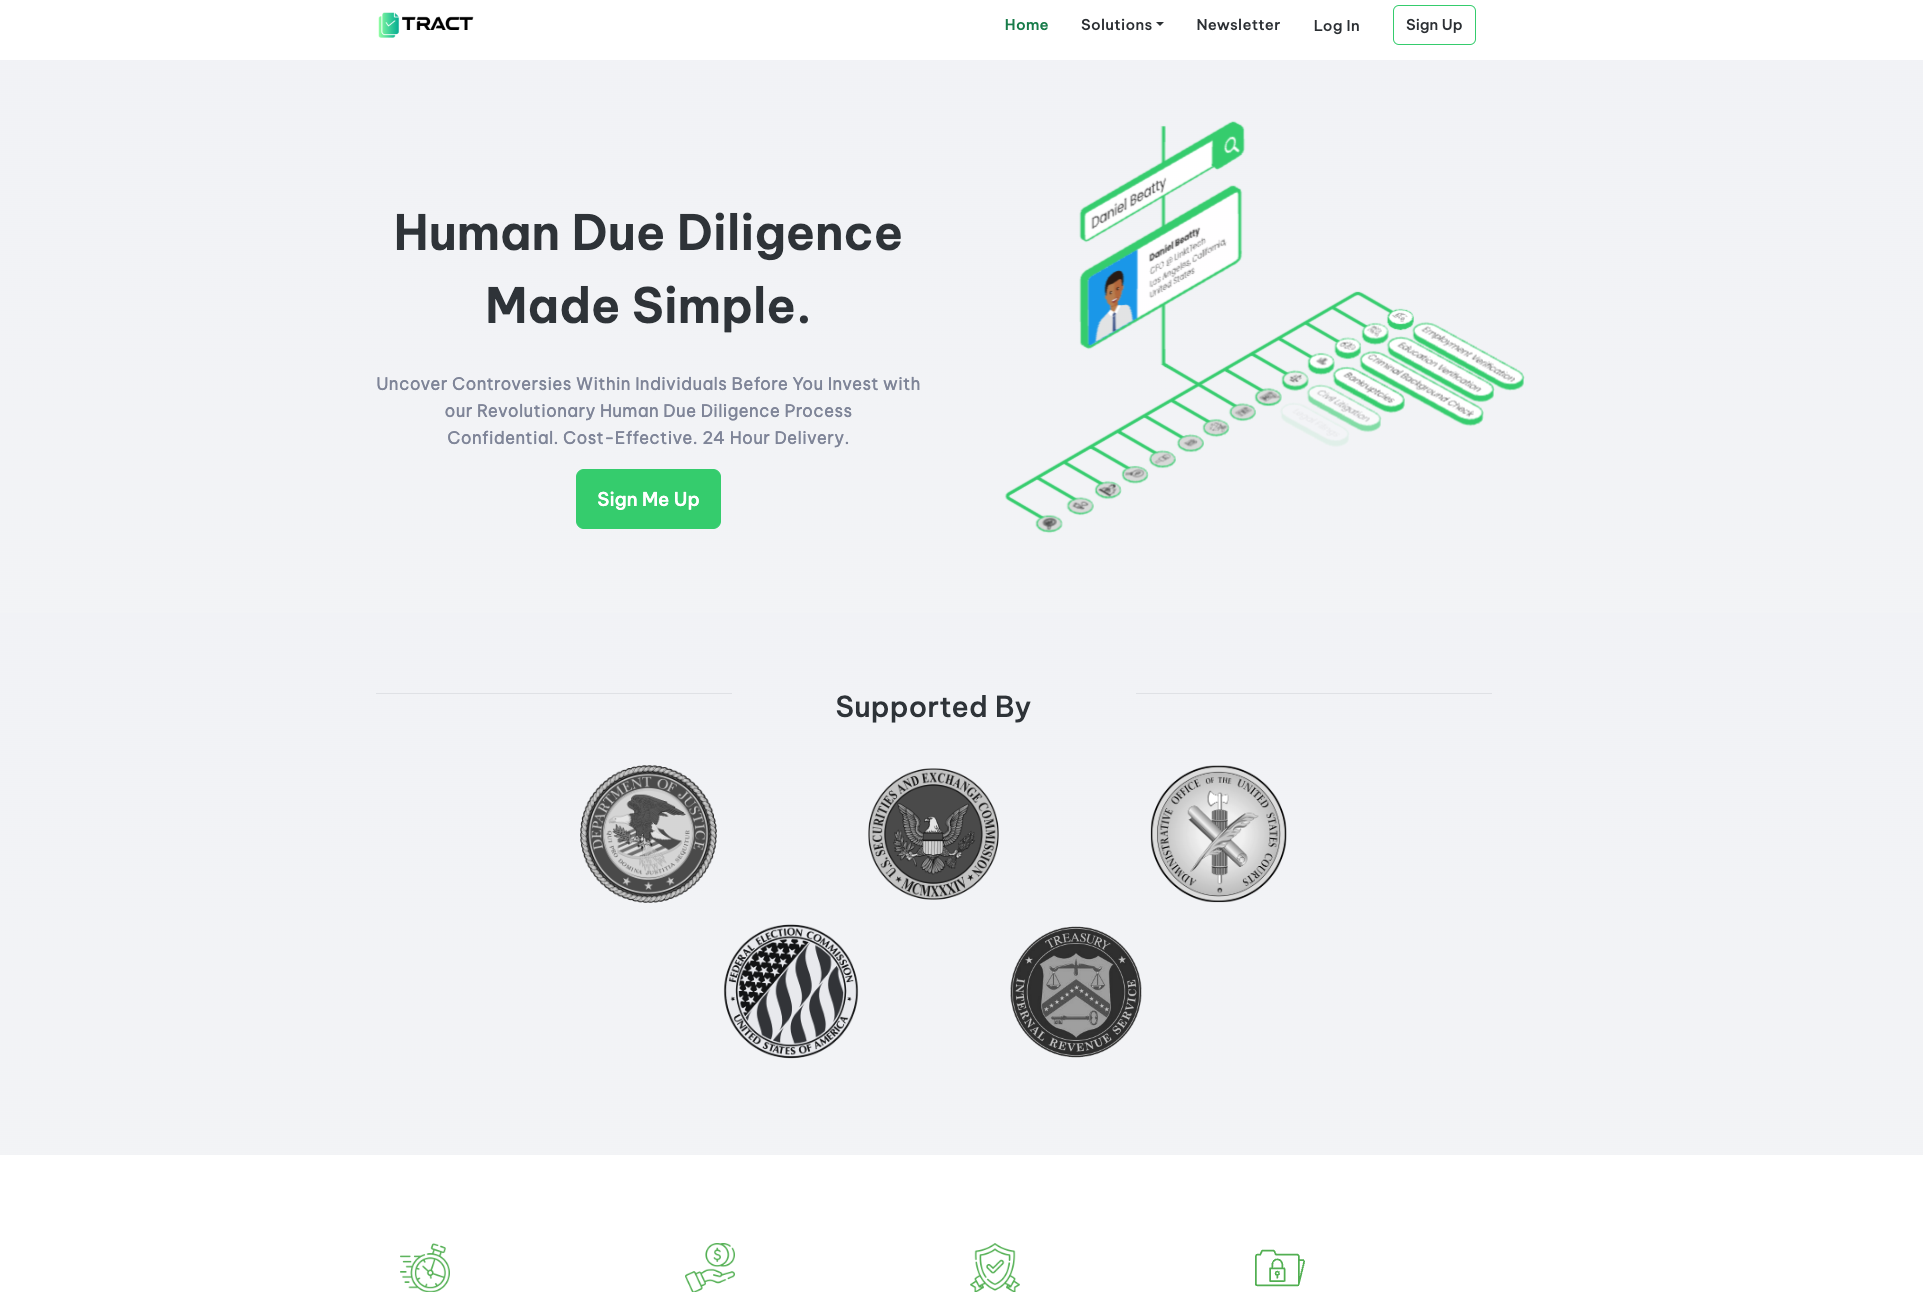 TRACT
Home
Solutions
Newsletter
Log In
Sign Up
Human Due Diligence
Made Simple.
Uncover Controversies Within Individuals Before You Invest with
our Revolutionary Human Due Diligence Process
Confidential. Cost-Effective. 24 Hour Delivery.
Sign Me Up
Daniel Beatty
Daniel Beatty
CFO @ LinkTech
Los Angeles, California,
United States
Employment Verification
Education Verification
Criminal Background Check
Bankruptcies
Civil Litigation
Supported By
DEPARTMENT OF JUSTICE
QUI PRO DOMINA JUSTITIA SEQUITUR
U.S. SECURITIES AND EXCHANGE COMMISSION
MCMXXXIV
ADMINISTRATIVE OFFICE OF THE UNITED STATES COURTS
FEDERAL ELECTION COMMISSION
UNITED STATES OF AMERICA
TREASURY
INTERNAL REVENUE SERVICE